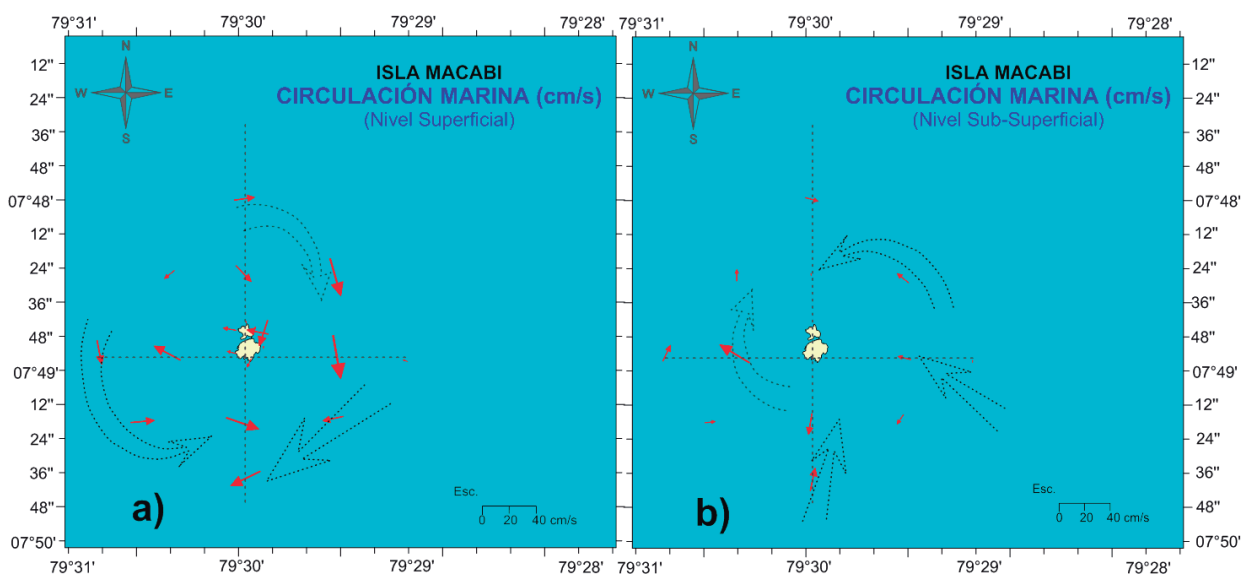 79°31' 79°30' 79°29' 79°28' 79°31' 79°30' 79°29' 79°28'
N
W E
S
ISLA MACABI
CIRCULACIÓN MARINA (cm/s)
(Nivel Superficial)
N
W E
S
ISLA MACABI
CIRCULACIÓN MARINA (cm/s)
(Nivel Sub-Superficial)
12" 12"
24" 24"
36" 36"
48" 48"
07°48' 07°48'
12" 12"
24" 24"
36" 36"
48" 48"
07°49' 07°49'
12" 12"
24" 24"
36" 36"
48" 48"
07°50' 07°50'
a)
Esc.
0 20 40 cm/s
b)
Esc.
0 20 40 cm/s
79°31' 79°30' 79°29' 79°28' 79°31' 79°30' 79°29' 79°28'